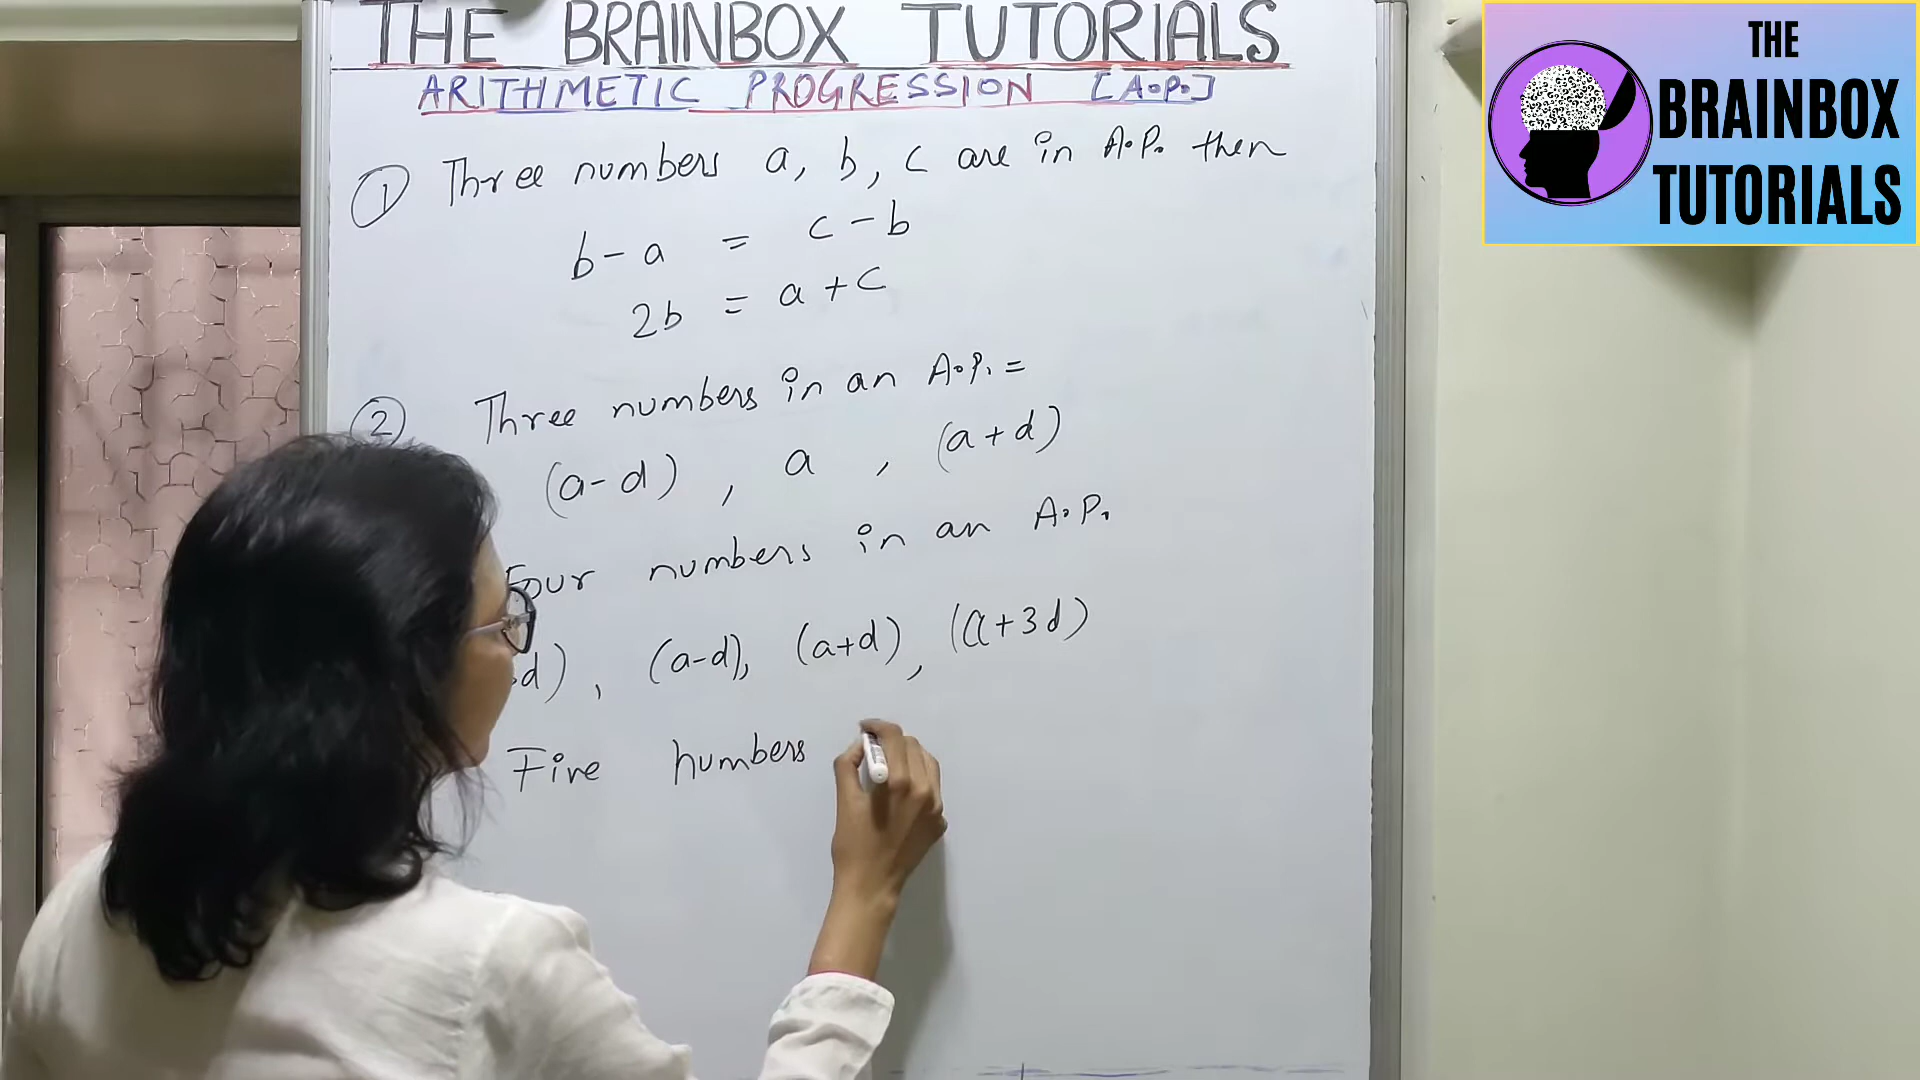 THE BRAINBOX TUTORIALS
ARITHMETIC PROGRESSION [A.P.]
① Three numbers a, b, c are in A.P. then
b - a = c - b
2b = a + c
② Three numbers in an A.P. =
(a - d), a, (a + d)
Four numbers in an A.P.
d), (a-d), (a+d), (a+3d)
Five numbers
THE
BRAINBOX
TUTORIALS